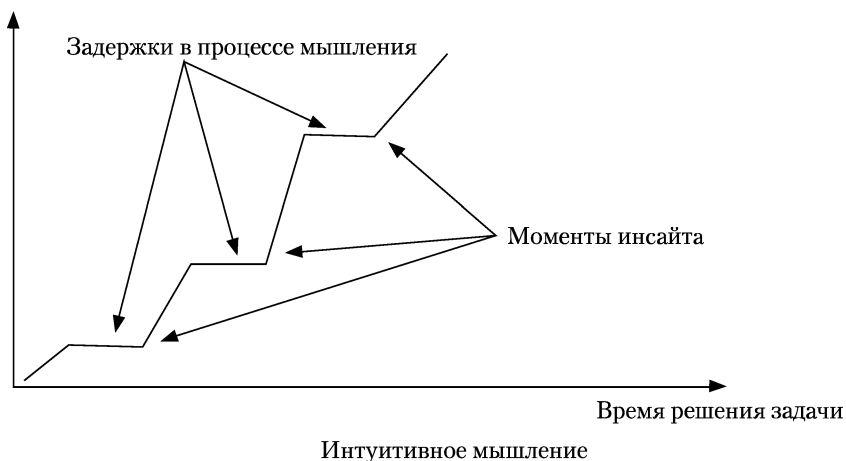 Задержки в процессе мышления
Моменты инсайта
Время решения задачи
Интуитивное мышление